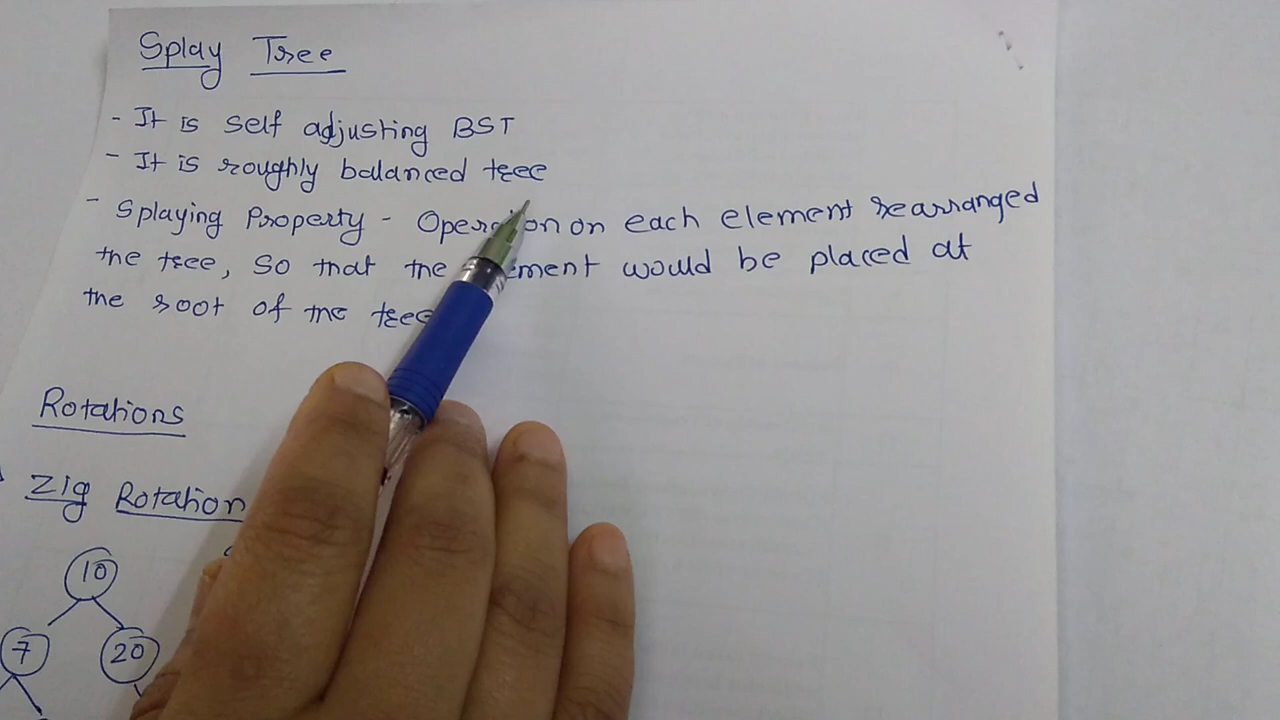 Splay Tree
- It is self adjusting BST
- It is roughly balanced tree
- Splaying Property - Operation on each element rearranged
the tree, So that the element would be placed at
the root of the tree
Rotations
Zig Rotation
10
7 20